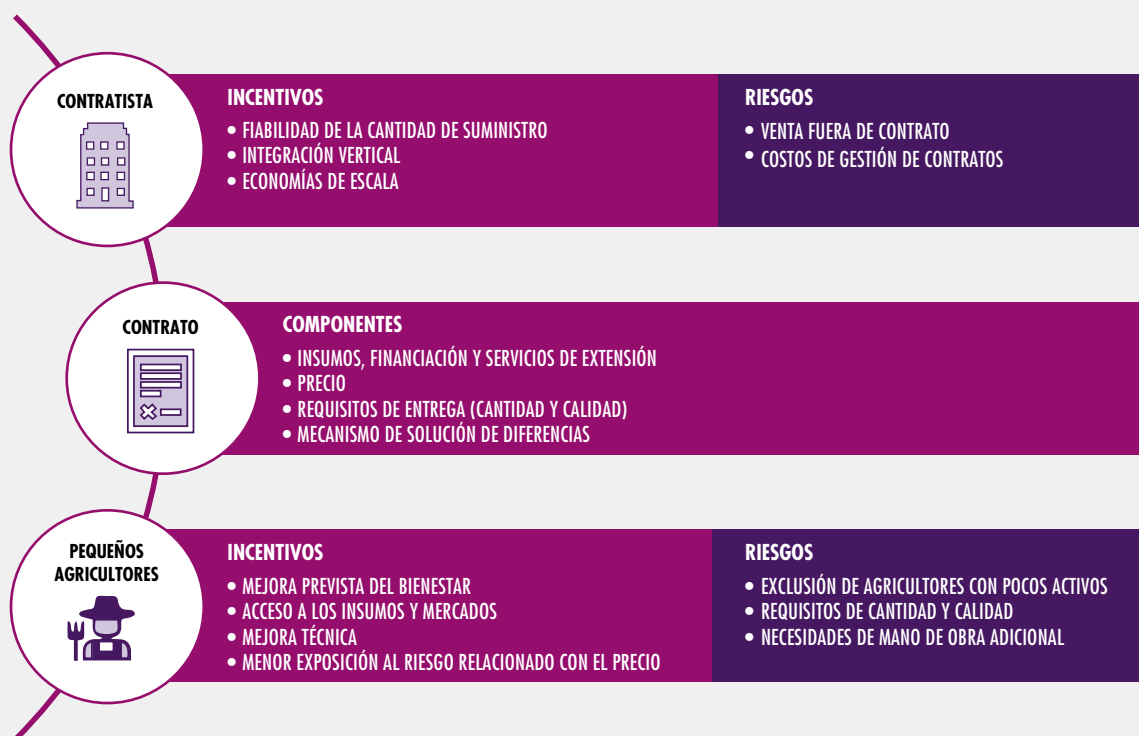 CONTRATISTA
INCENTIVOS
• FIABILIDAD DE LA CANTIDAD DE SUMINISTRO
• INTEGRACIÓN VERTICAL
• ECONOMÍAS DE ESCALA
RIESGOS
• VENTA FUERA DE CONTRATO
• COSTOS DE GESTIÓN DE CONTRATOS
CONTRATO
COMPONENTES
• INSUMOS, FINANCIACIÓN Y SERVICIOS DE EXTENSIÓN
• PRECIO
• REQUISITOS DE ENTREGA (CANTIDAD Y CALIDAD)
• MECANISMO DE SOLUCIÓN DE DIFERENCIAS
PEQUEÑOS
AGRICULTORES
INCENTIVOS
• MEJORA PREVISTA DEL BIENESTAR
• ACCESO A LOS INSUMOS Y MERCADOS
• MEJORA TÉCNICA
• MENOR EXPOSICIÓN AL RIESGO RELACIONADO CON EL PRECIO
RIESGOS
• EXCLUSIÓN DE AGRICULTORES CON POCOS ACTIVOS
• REQUISITOS DE CANTIDAD Y CALIDAD
• NECESIDADES DE MANO DE OBRA ADICIONAL